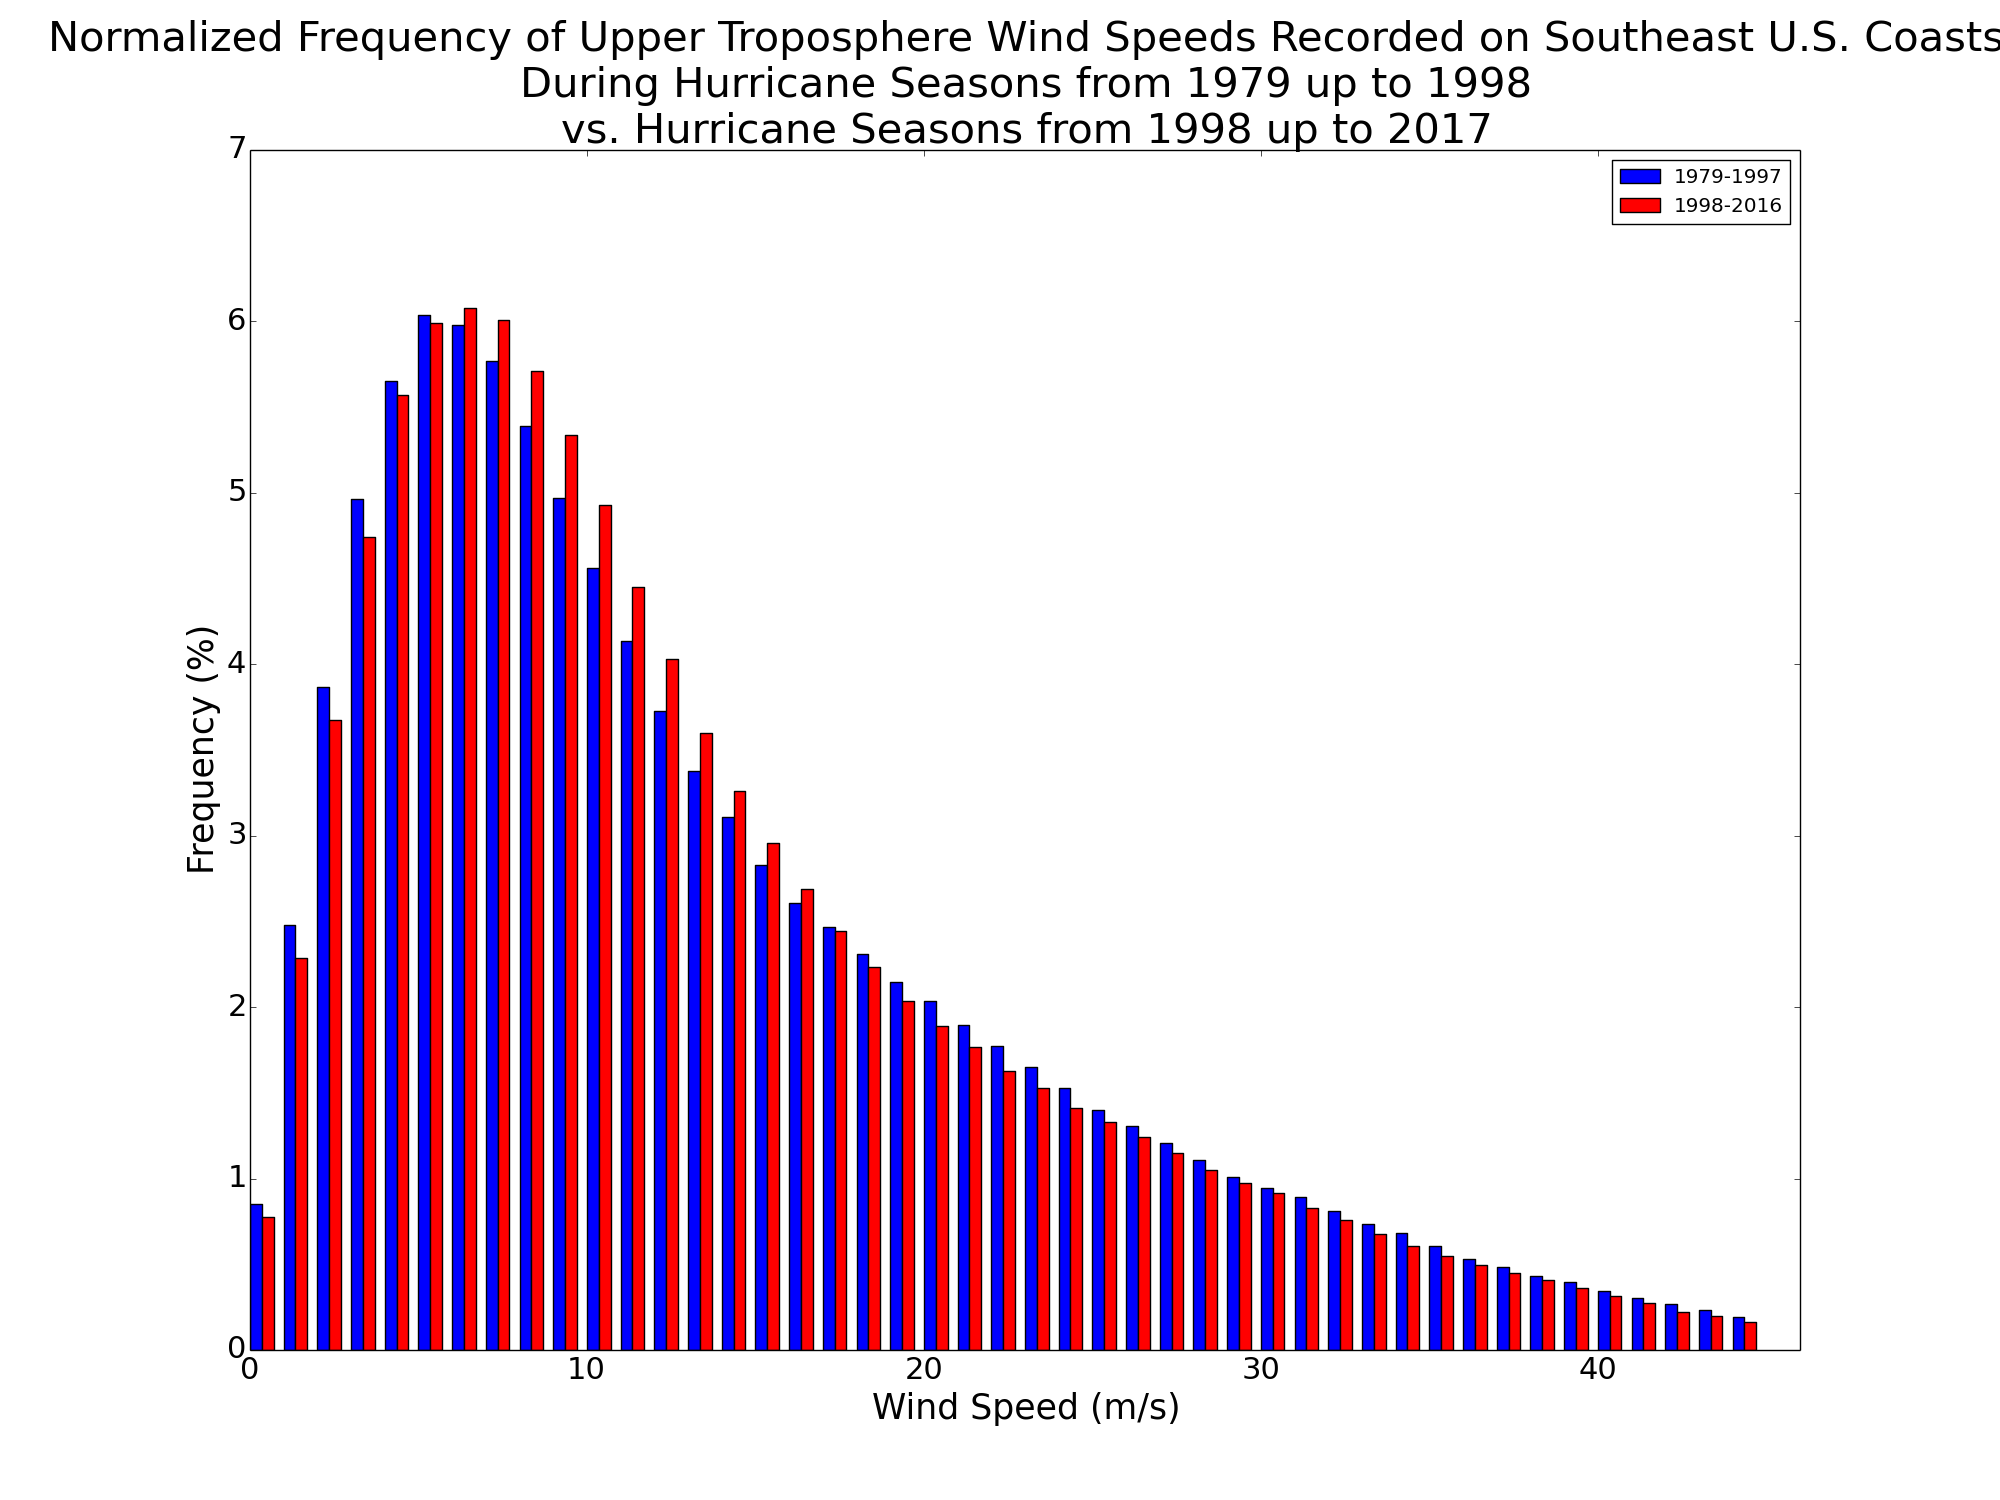 Normalized Frequency of Upper Troposphere Wind Speeds Recorded on Southeast U.S. Coasts
During Hurricane Seasons from 1979 up to 1998
vs. Hurricane Seasons from 1998 up to 2017
7
6
5
4
3
2
1
0
Frequency (%)
1979-1997
1998-2016
0 10 20 30 40
Wind Speed (m/s)